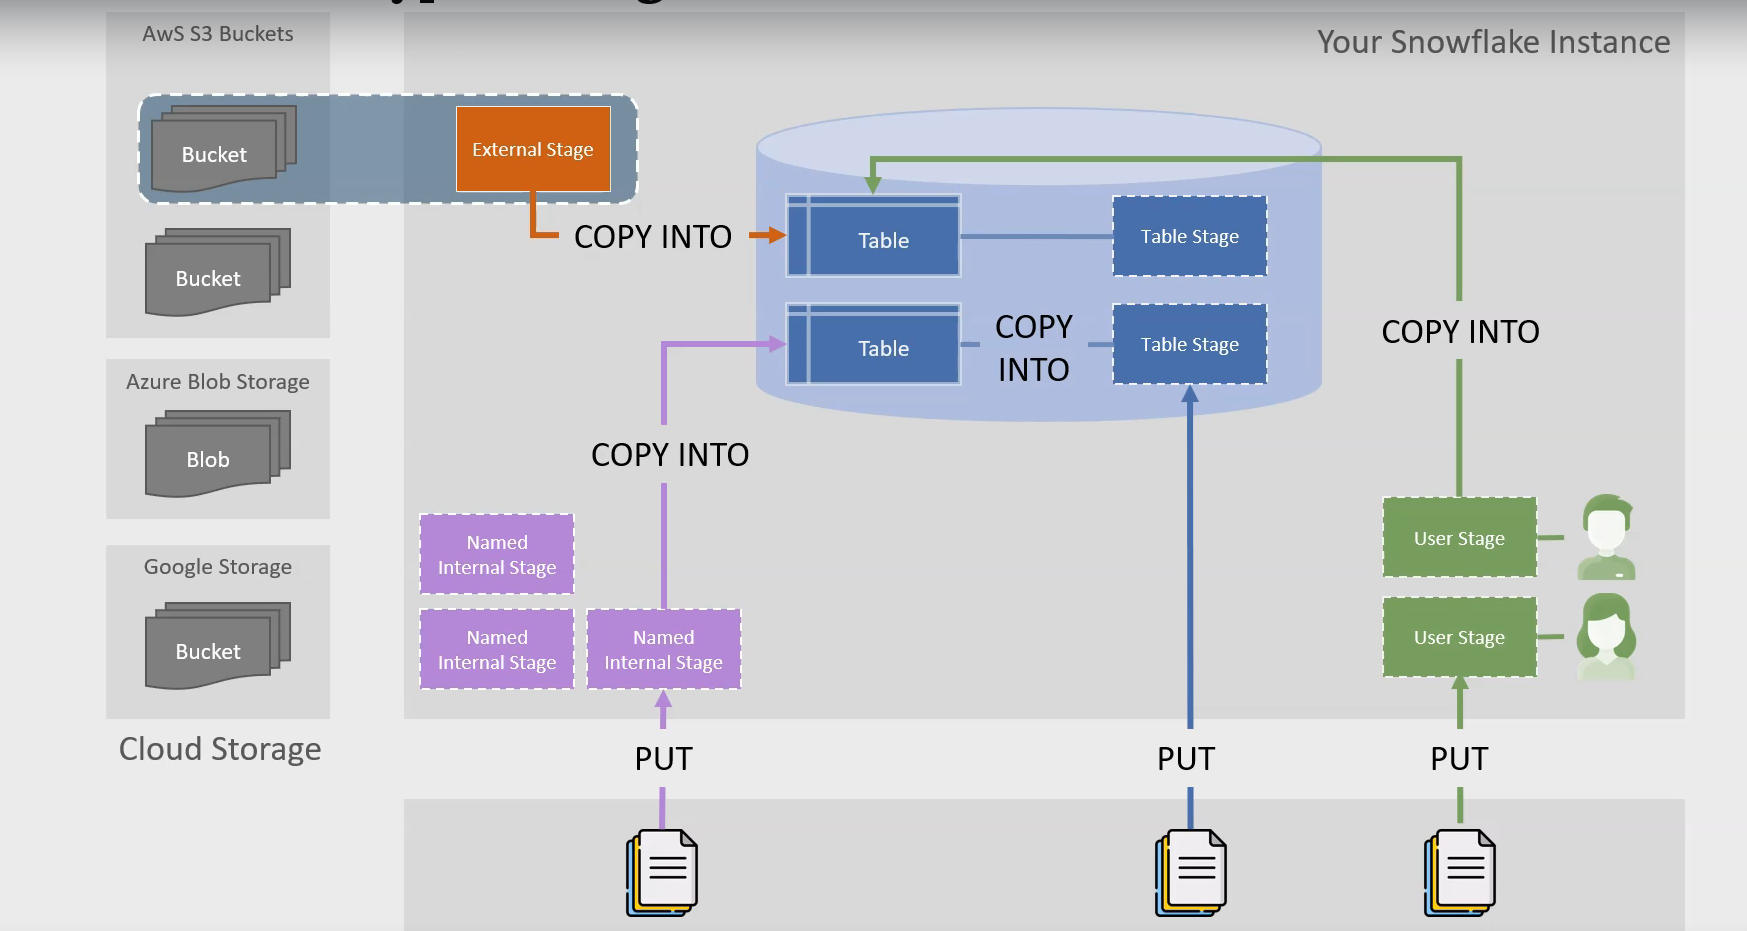 AwS S3 Buckets
Your Snowflake Instance
Bucket
External Stage
Bucket
COPY INTO
Table
Table Stage
Table
COPY
INTO
Table Stage
COPY INTO
Azure Blob Storage
Blob
COPY INTO
Google Storage
Bucket
Named
Internal Stage
Named
Internal Stage
Named
Internal Stage
User Stage
User Stage
Cloud Storage
PUT
PUT
PUT